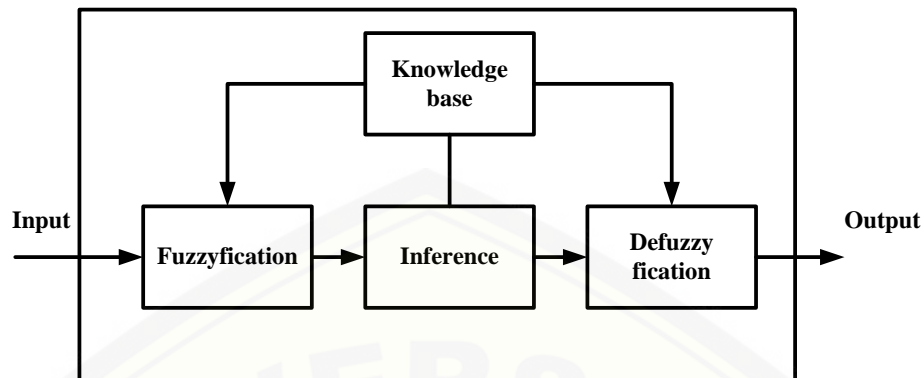 Knowledge
base
Input
Fuzzyfication
Inference
Defuzzy
fication
Output